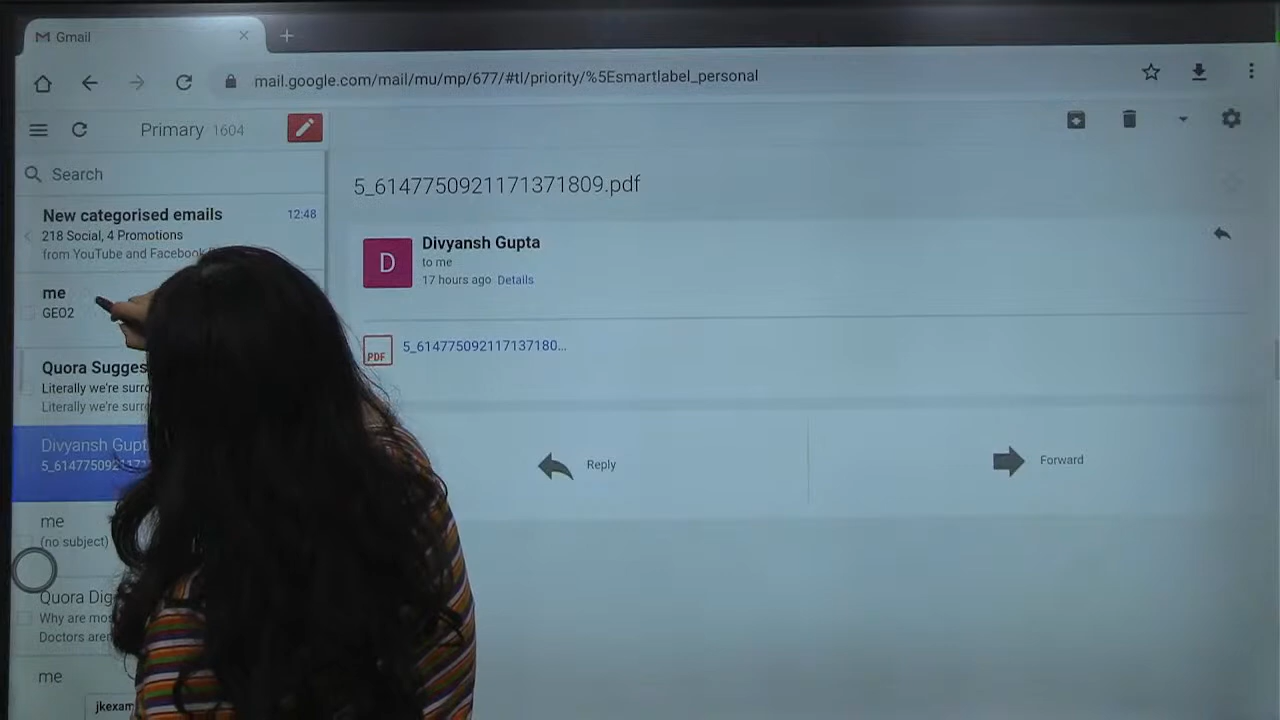 Gmail
mail.google.com/mail/mu/mp/677/#tl/priority/%5Esmartlabel_personal
Primary 1604
Search
New categorised emails 12:48
218 Social, 4 Promotions
from YouTube and Facebook
me
GEO2
Quora Sugges
Literally we're surro
Literally we're surro
Divyansh Gupt
5_6147750921171
me
(no subject)
Quora Dig
Why are mos
Doctors aren
me
jkexam
5_6147750921171371809.pdf
D
Divyansh Gupta
to me
17 hours ago Details
PDF
5_614775092117137180...
Reply
Forward